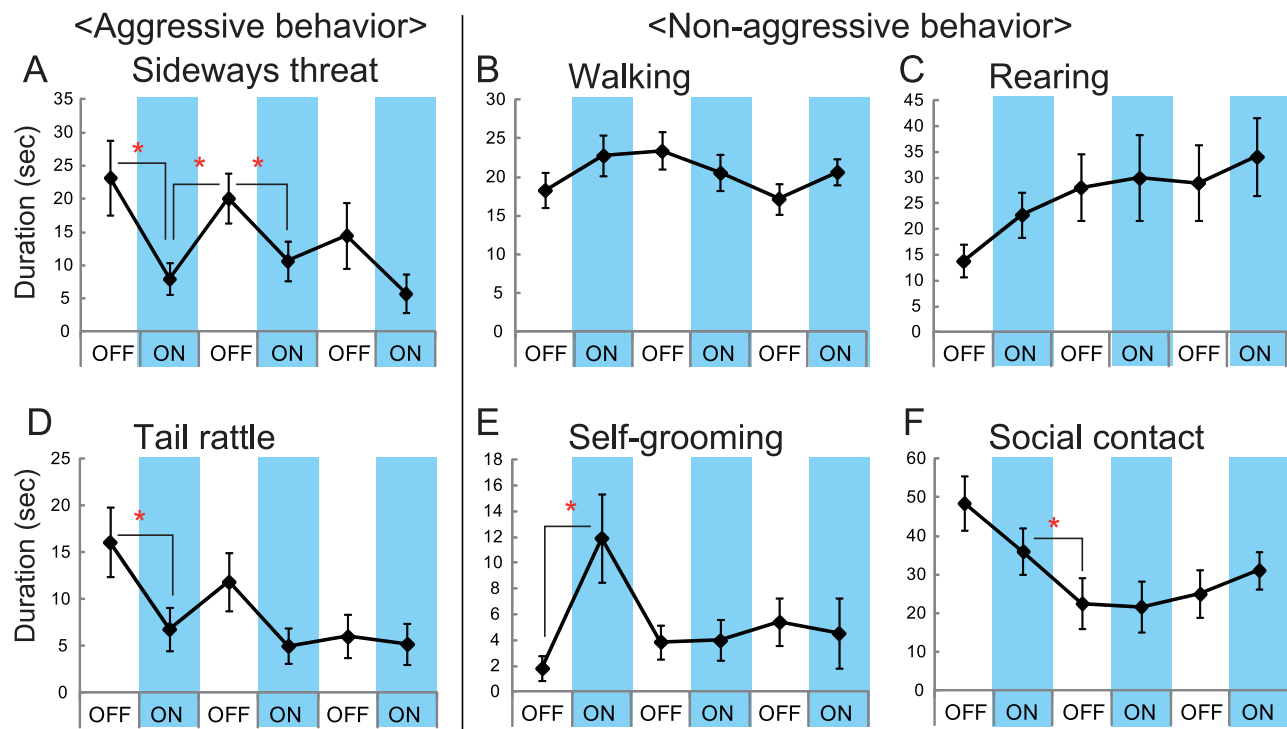 <Aggressive behavior>
<Non-aggressive behavior>
A
Sideways threat
Duration (sec)
35
30
25
20
15
10
5
0
*
*
*
OFF ON OFF ON OFF ON
B
Walking
30
25
20
15
10
5
0
OFF ON OFF ON OFF ON
C
Rearing
45
40
35
30
25
20
15
10
5
0
OFF ON OFF ON OFF ON
D
Tail rattle
Duration (sec)
25
20
15
10
5
0
*
OFF ON OFF ON OFF ON
E
Self-grooming
18
16
14
12
10
8
6
4
2
0
*
OFF ON OFF ON OFF ON
F
Social contact
60
50
40
30
20
10
0
*
OFF ON OFF ON OFF ON